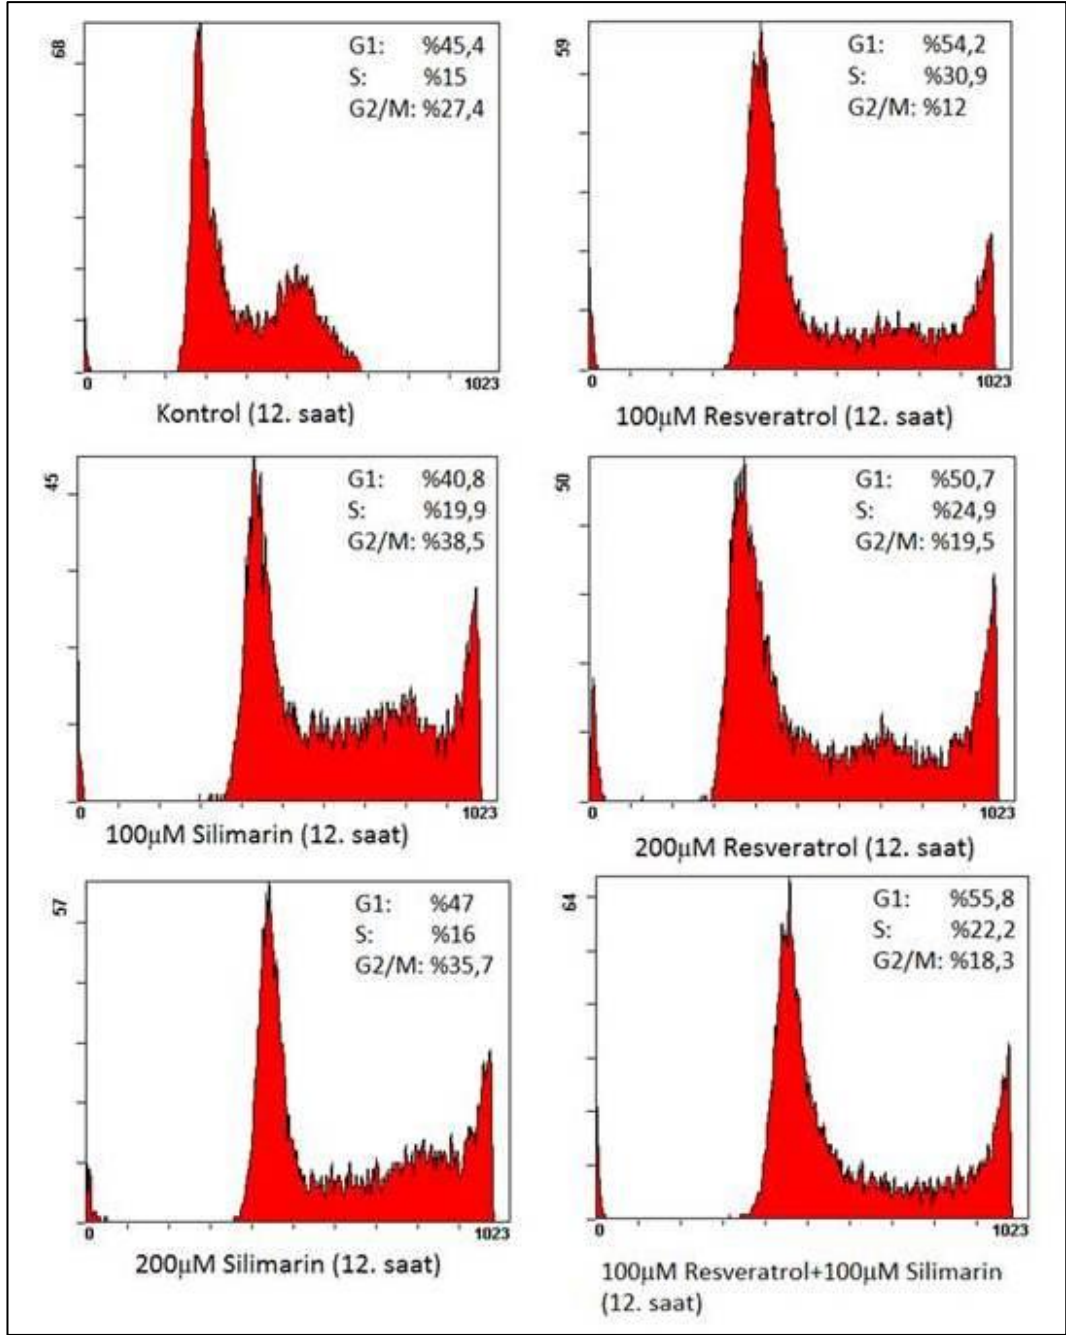 68
G1: %45,4
S: %15
G2/M: %27,4
0 1023
Kontrol (12. saat)
59
G1: %54,2
S: %30,9
G2/M: %12
0 1023
100µM Resveratrol (12. saat)
45
G1: %40,8
S: %19,9
G2/M: %38,5
0 1023
100µM Silimarin (12. saat)
50
G1: %50,7
S: %24,9
G2/M: %19,5
0 1023
200µM Resveratrol (12. saat)
57
G1: %47
S: %16
G2/M: %35,7
0 1023
200µM Silimarin (12. saat)
64
G1: %55,8
S: %22,2
G2/M: %18,3
0 1023
100µM Resveratrol+100µM Silimarin
(12. saat)